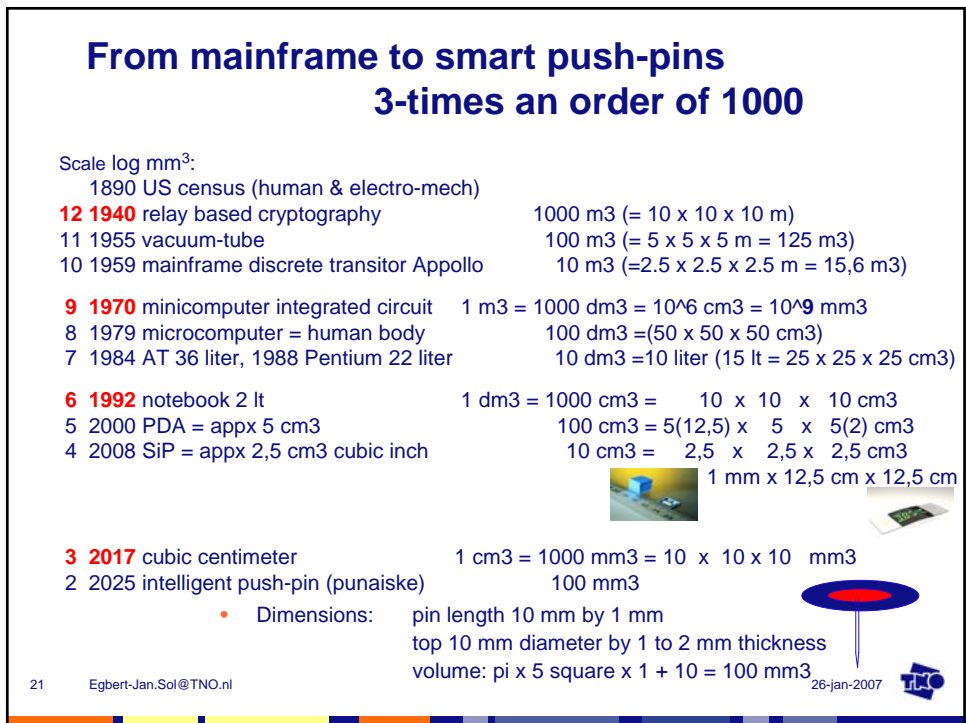 From mainframe to smart push-pins
3-times an order of 1000
Scale log mm³:
1890 US census (human & electro-mech)
12 1940 relay based cryptography 1000 m3 (= 10 x 10 x 10 m)
11 1955 vacuum-tube 100 m3 (= 5 x 5 x 5 m = 125 m3)
10 1959 mainframe discrete transitor Appollo 10 m3 (=2.5 x 2.5 x 2.5 m = 15,6 m3)
9 1970 minicomputer integrated circuit 1 m3 = 1000 dm3 = 10^6 cm3 = 10^9 mm3
8 1979 microcomputer = human body 100 dm3 =(50 x 50 x 50 cm3)
7 1984 AT 36 liter, 1988 Pentium 22 liter 10 dm3 =10 liter (15 lt = 25 x 25 x 25 cm3)
6 1992 notebook 2 lt 1 dm3 = 1000 cm3 = 10 x 10 x 10 cm3
5 2000 PDA = appx 5 cm3 100 cm3 = 5(12,5) x 5 x 5(2) cm3
4 2008 SiP = appx 2,5 cm3 cubic inch 10 cm3 = 2,5 x 2,5 x 2,5 cm3
1 mm x 12,5 cm x 12,5 cm
3 2017 cubic centimeter 1 cm3 = 1000 mm3 = 10 x 10 x 10 mm3
2 2025 intelligent push-pin (punaiske) 100 mm3
• Dimensions: pin length 10 mm by 1 mm
top 10 mm diameter by 1 to 2 mm thickness
volume: pi x 5 square x 1 + 10 = 100 mm3
21 Egbert-Jan.Sol@TNO.nl 26-jan-2007 TNO